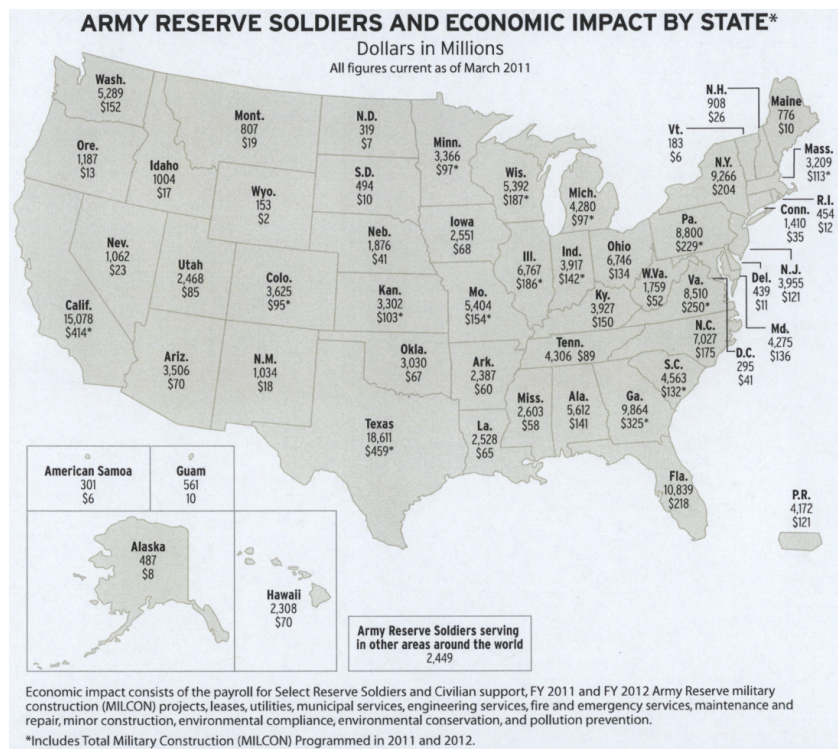 ARMY RESERVE SOLDIERS AND ECONOMIC IMPACT BY STATE*
Dollars in Millions
All figures current as of March 2011
Wash.
5,289
$152
Ore.
1,187
$13
Calif.
15,078
$414*
Nev.
1,062
$23
Idaho
1004
$17
Mont.
807
$19
Wyo.
153
$2
Utah
2,468
$85
Colo.
3,625
$95*
Ariz.
3,506
$70
N.M.
1,034
$18
N.D.
319
$7
S.D.
494
$10
Neb.
1,876
$41
Kan.
3,302
$103*
Okla.
3,030
$67
Texas
18,611
$459*
Minn.
3,366
$97*
Iowa
2,551
$68
Mo.
5,404
$154*
Ark.
2,387
$60
La.
2,528
$65
Wis.
5,392
$187*
Ill.
6,767
$186*
Mich.
4,280
$97*
Ind.
3,917
$142*
Ohio
6,746
$134
Ky.
3,927
$150
Tenn.
4,306 $89
Miss.
2,603
$58
Ala.
5,612
$141
Ga.
9,864
$325*
Fla.
10,839
$218
S.C.
4,563
$132*
N.C.
7,027
$175
W.Va.
1,759
$52
Va.
8,510
$250*
Pa.
8,800
$229*
N.Y.
9,266
$204
Vt.
183
$6
N.H.
908
$26
Maine
776
$10
Mass.
3,209
$113*
R.I.
454
$12
Conn.
1,410
$35
N.J.
3,955
$121
Del.
439
$11
Md.
4,275
$136
D.C.
295
$41
P.R.
4,172
$121
American Samoa
301
$6
Guam
561
10
Alaska
487
$8
Hawaii
2,308
$70
Army Reserve Soldiers serving
in other areas around the world
2,449
Economic impact consists of the payroll for Select Reserve Soldiers and Civilian support, FY 2011 and FY 2012 Army Reserve military
construction (MILCON) projects, leases, utilities, municipal services, engineering services, fire and emergency services, maintenance and
repair, minor construction, environmental compliance, environmental conservation, and pollution prevention.
*Includes Total Military Construction (MILCON) Programmed in 2011 and 2012.